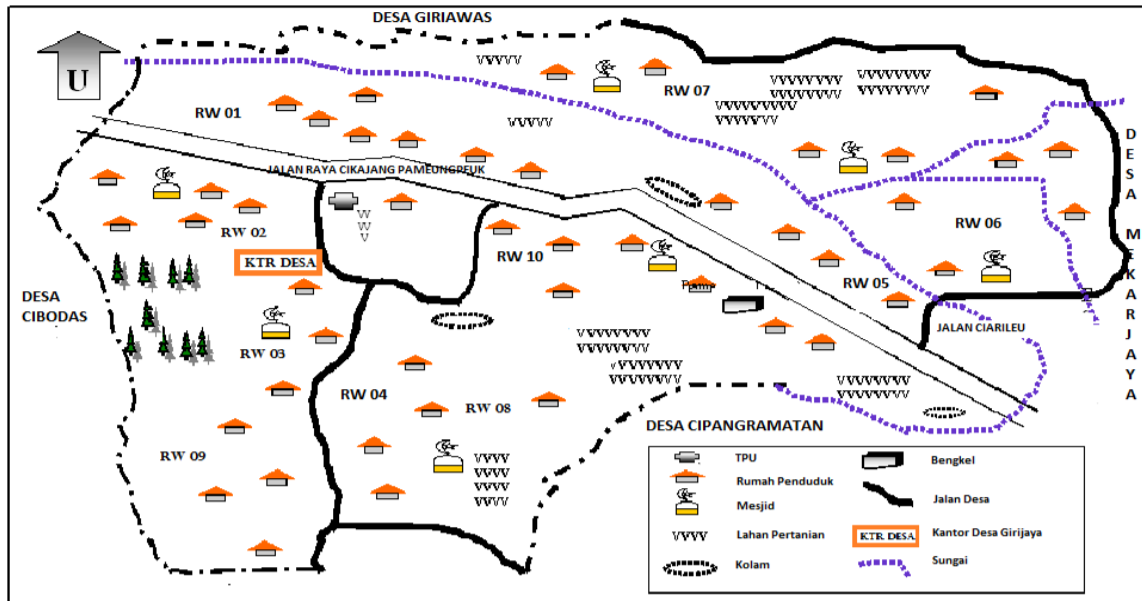 DESA GIRIAWAS
U
RW 01
RW 07
JALAN RAYA CIKAJANG PAMEUNGPEUK
DESA MEKARJAYA
RW 02
RW 10
RW 06
KTR DESA
RW 05
DESA
CIBODAS
JALAN CIARILEU
RW 03
RW 04
RW 08
RW 09
DESA CIPANGRAMATAN
TPU
Bengkel
Rumah Penduduk
Mesjid
Jalan Desa
Lahan Pertanian
KTR DESA
Kantor Desa Girijaya
Kolam
Sungai